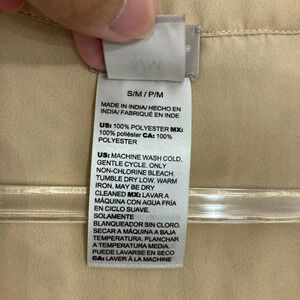 S/M / P/M
MADE IN INDIA/ HECHO EN
INDIA/ FABRIQUÉ EN INDE
US: 100% POLYESTER MX:
100% poliéster CA: 100%
POLYESTER
US: MACHINE WASH COLD,
GENTLE CYCLE. ONLY
NON-CHLORINE BLEACH.
TUMBLE DRY LOW. WARM
IRON. MAY BE DRY
CLEANED MX: LAVAR A
MÁQUINA CON AGUA FRÍA
EN CICLO SUAVE.
SOLAMENTE
BLANQUEADOR SIN CLORO.
SECAR A MÁQUINA A BAJA
TEMPERATURA. PLANCHAR
A TEMPERATURA MEDIA.
PUEDE LAVARSE EN SECO
CA: LAVER À LA MACHINE